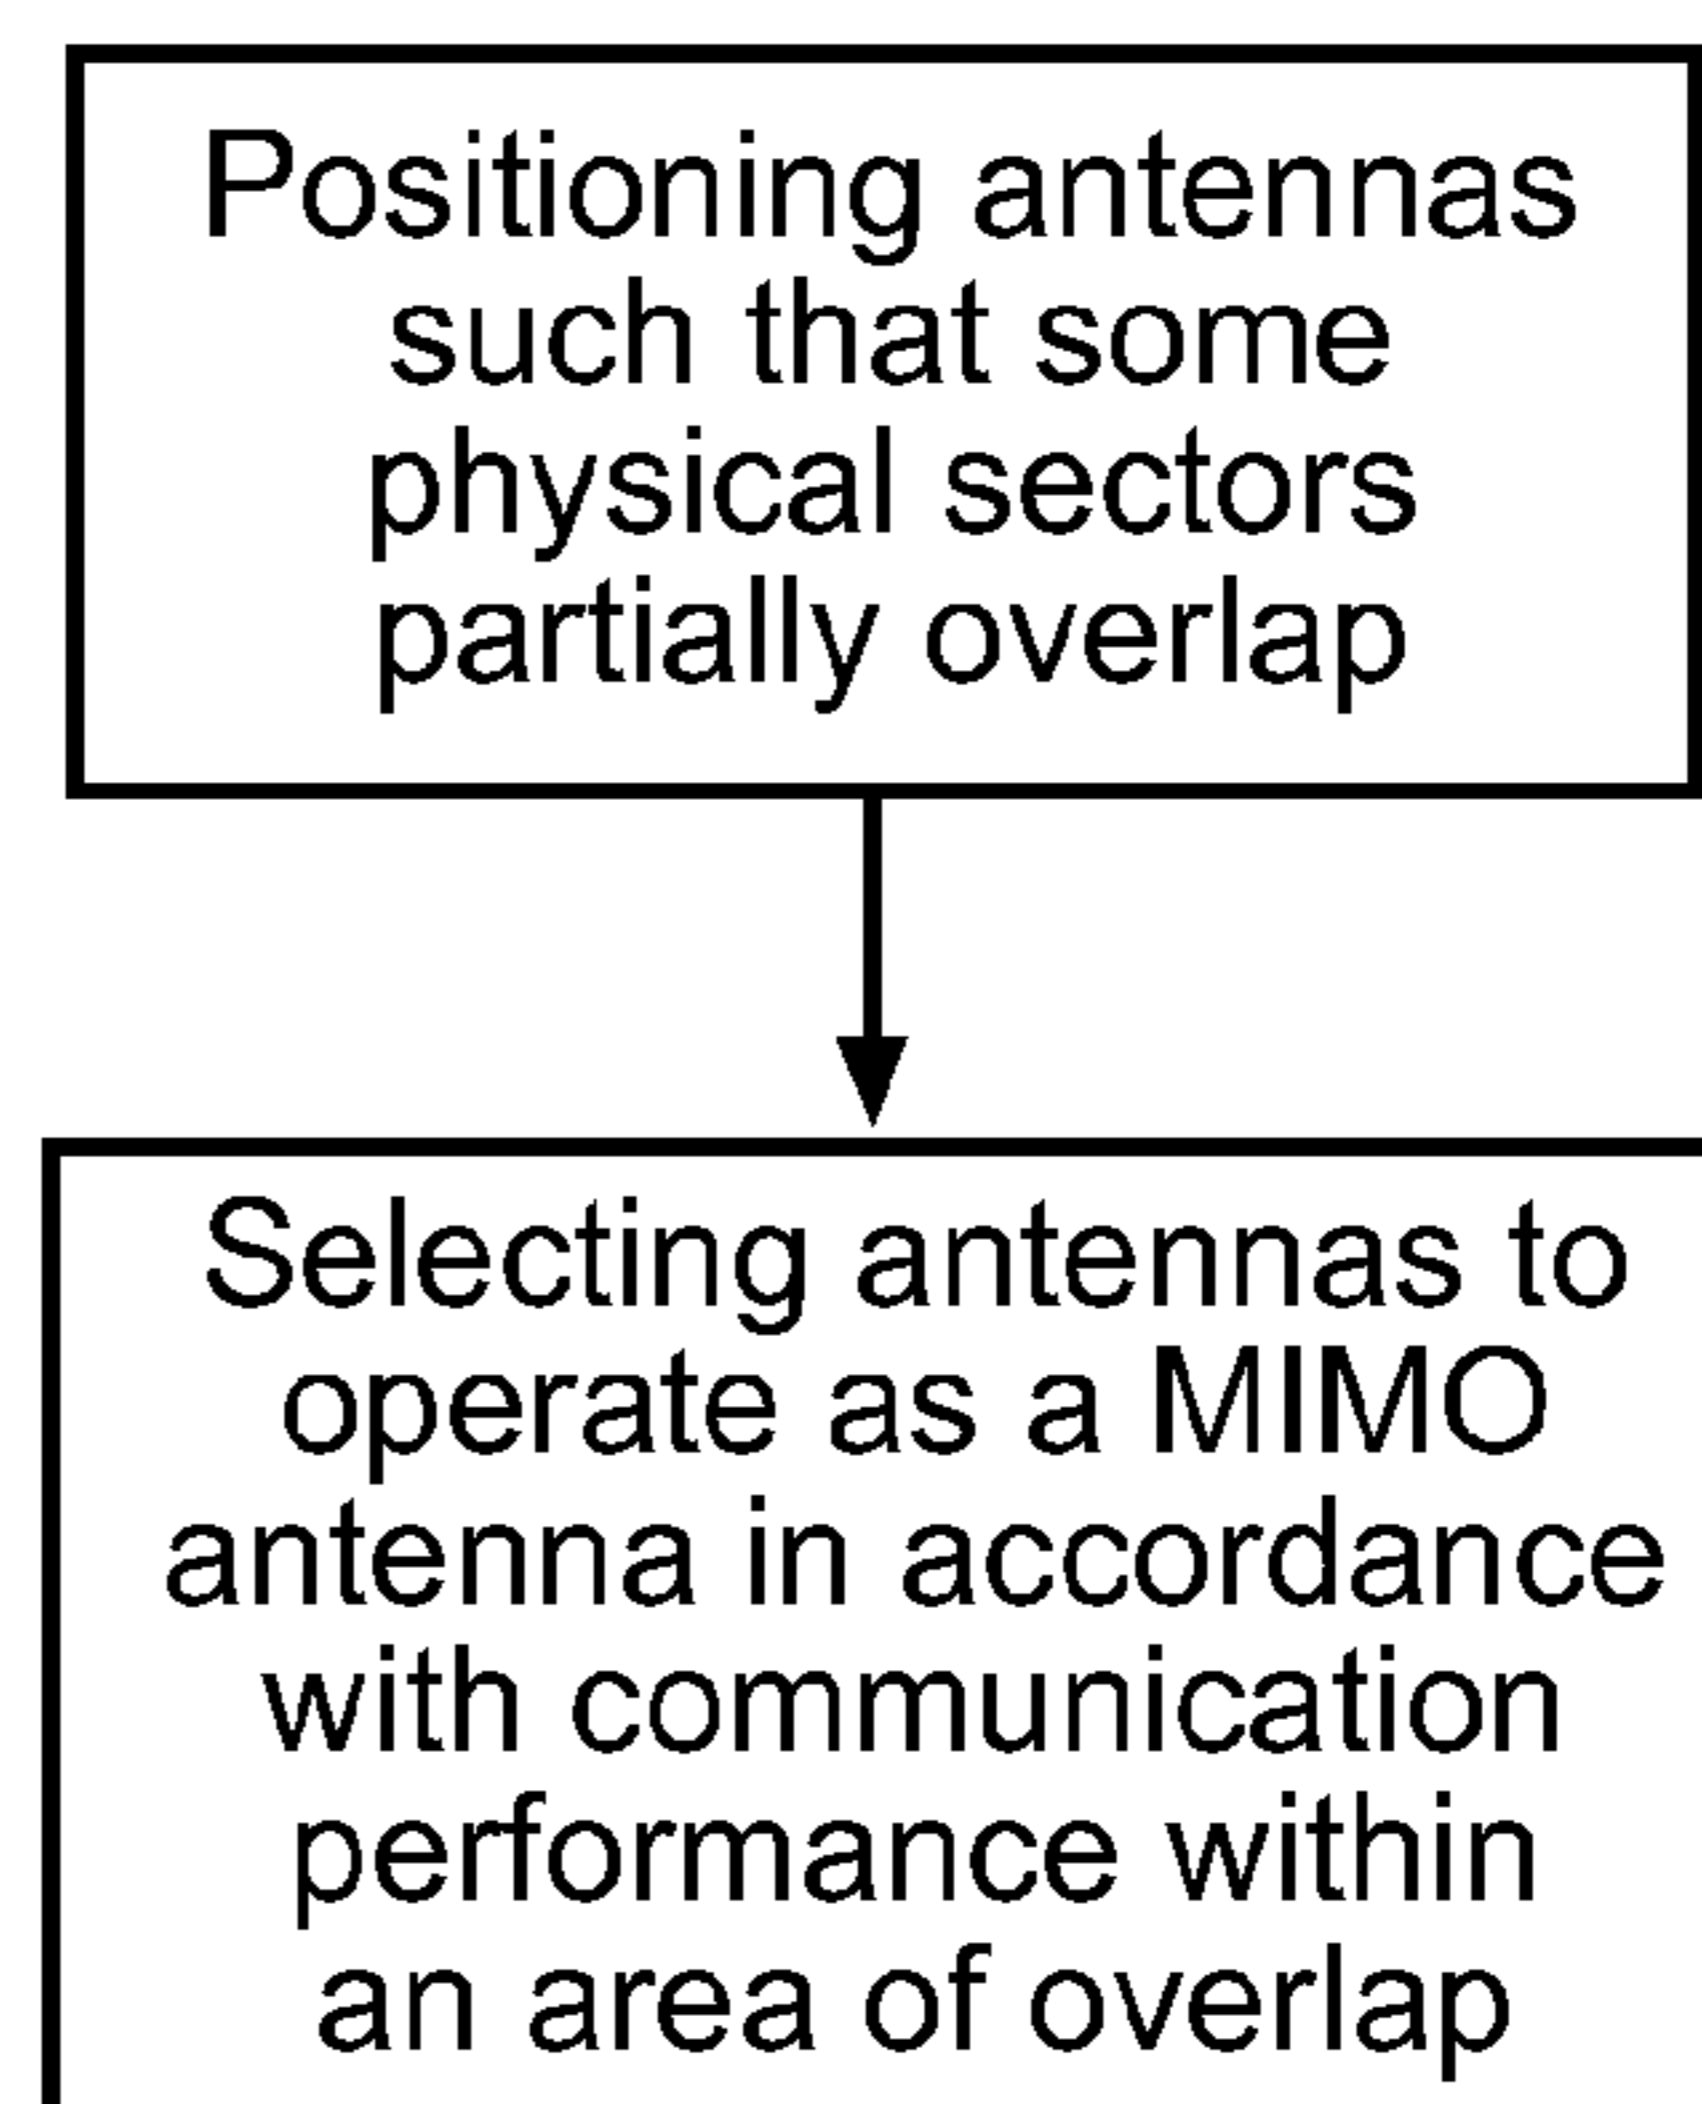 Positioning antennas
such that some
physical sectors
partially overlap
Selecting antennas to
operate as a MIMO
antenna in accordance
with communication
performance within
an area of overlap